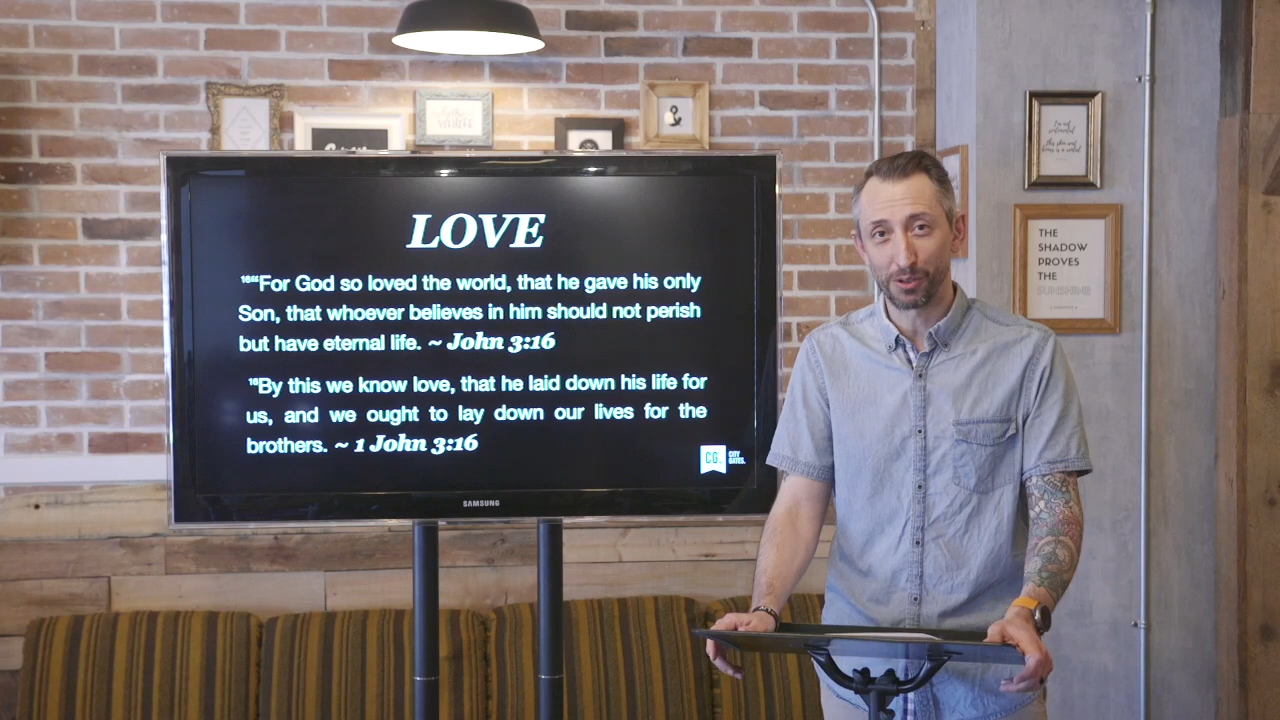 LOVE
¹⁶“For God so loved the world, that he gave his only
Son, that whoever believes in him should not perish
but have eternal life. ~ John 3:16
¹⁶By this we know love, that he laid down his life for
us, and we ought to lay down our lives for the
brothers. ~ 1 John 3:16
CG
CITY
GATES.
SAMSUNG
I'm not
sentimental
THE
SHADOW
PROVES
THE
SUNSHINE